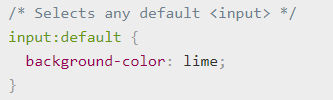 /* Selects any default <input> */
input:default {
  background-color: lime;
}